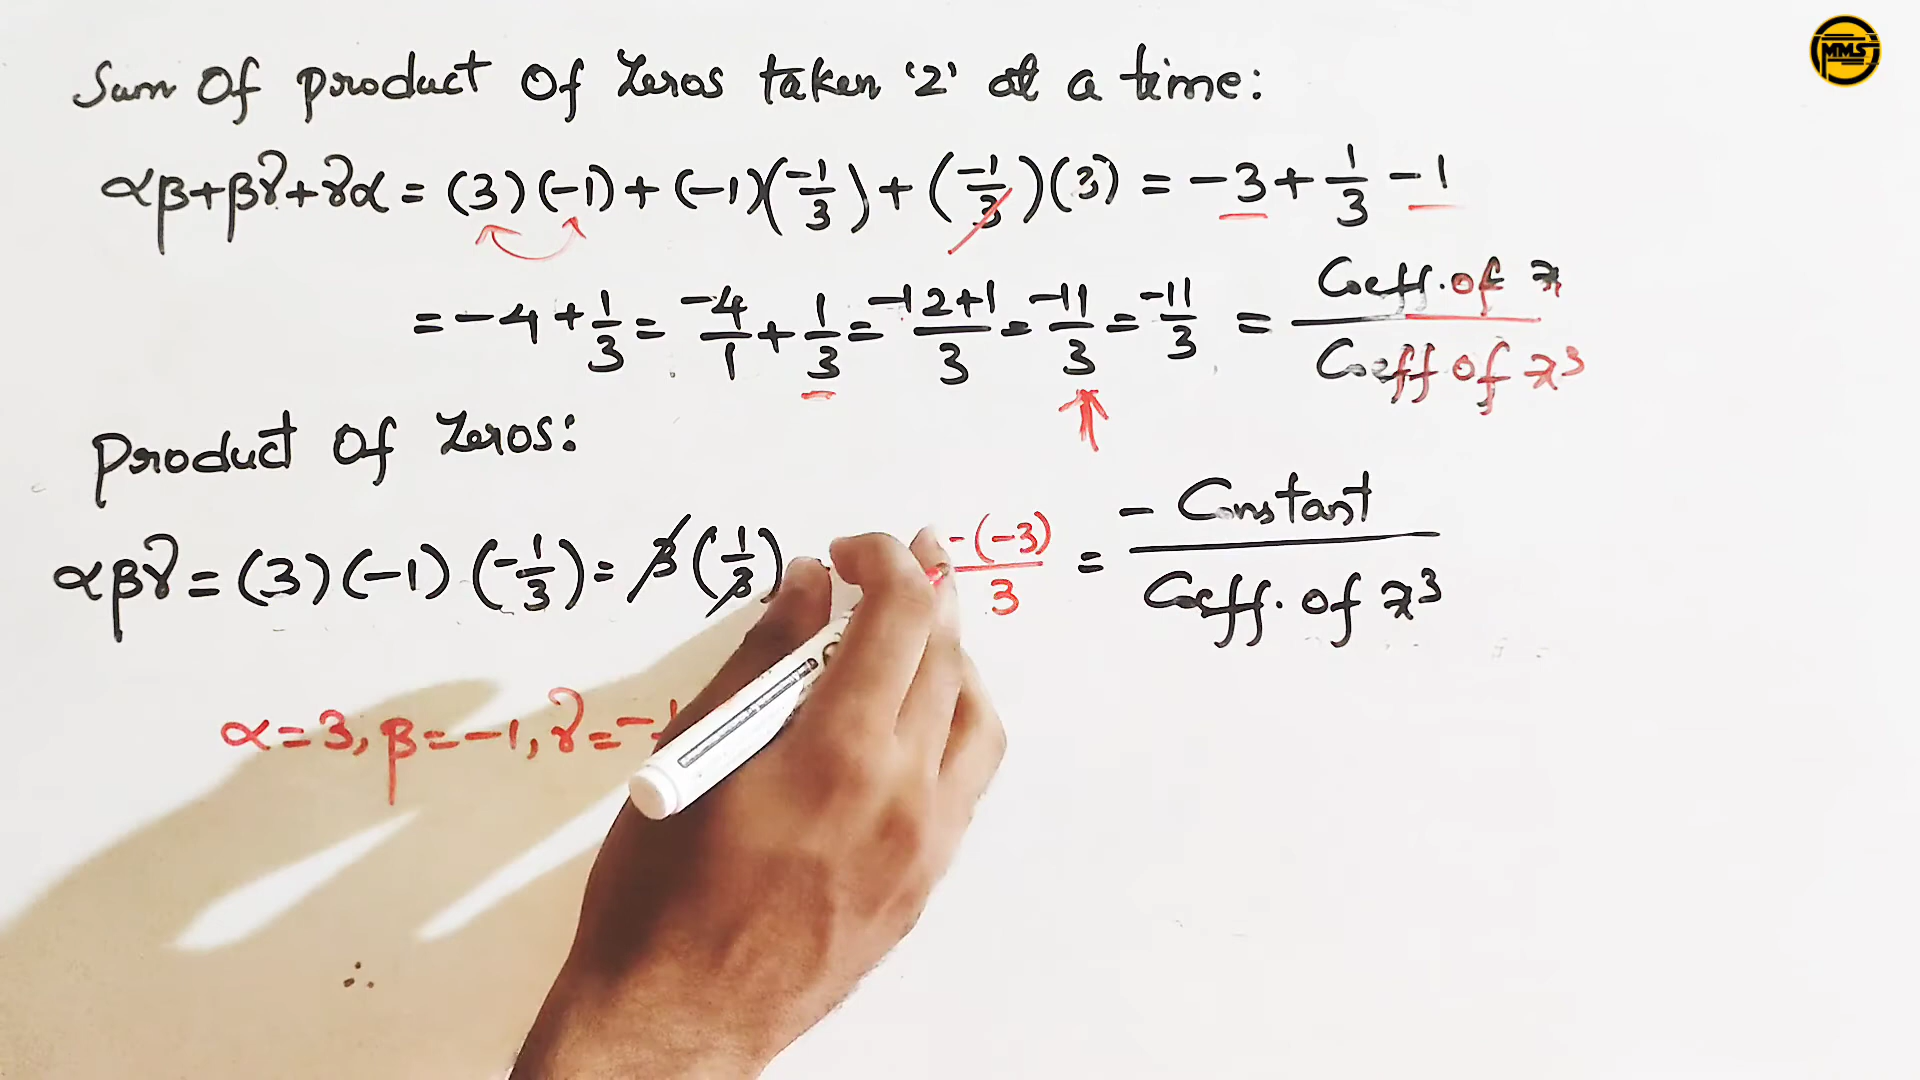 MMS
Sum Of product Of Zeros taken '2' at a time:
αβ+βγ+γα = (3)(-1) + (-1)(-1/3) + (-1/3)(3) = -3 + 1/3 - 1
= -4 + 1/3 = -4/1 + 1/3 = -12+1/3 = -11/3 = -11/3 = Coeff. of x / Coeff of x³
Product Of Zeros:
αβγ = (3)(-1)(-1/3) = 3(1/3) -(-3)/3 = - Constant / Coeff. of x³
α=3, β=-1, γ=-1
∴